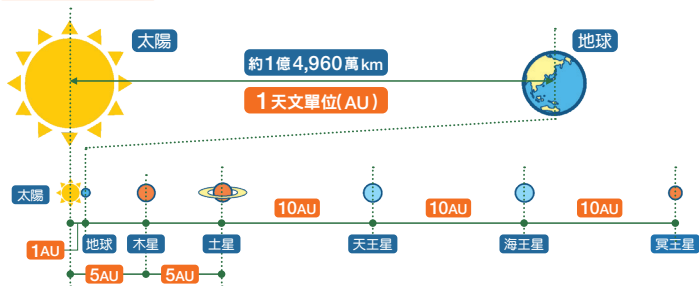 太陽
地球
約1億4,960萬km
1天文單位(AU)
太陽
10AU
10AU
10AU
1AU
地球
木星
土星
天王星
海王星
冥王星
5AU
5AU